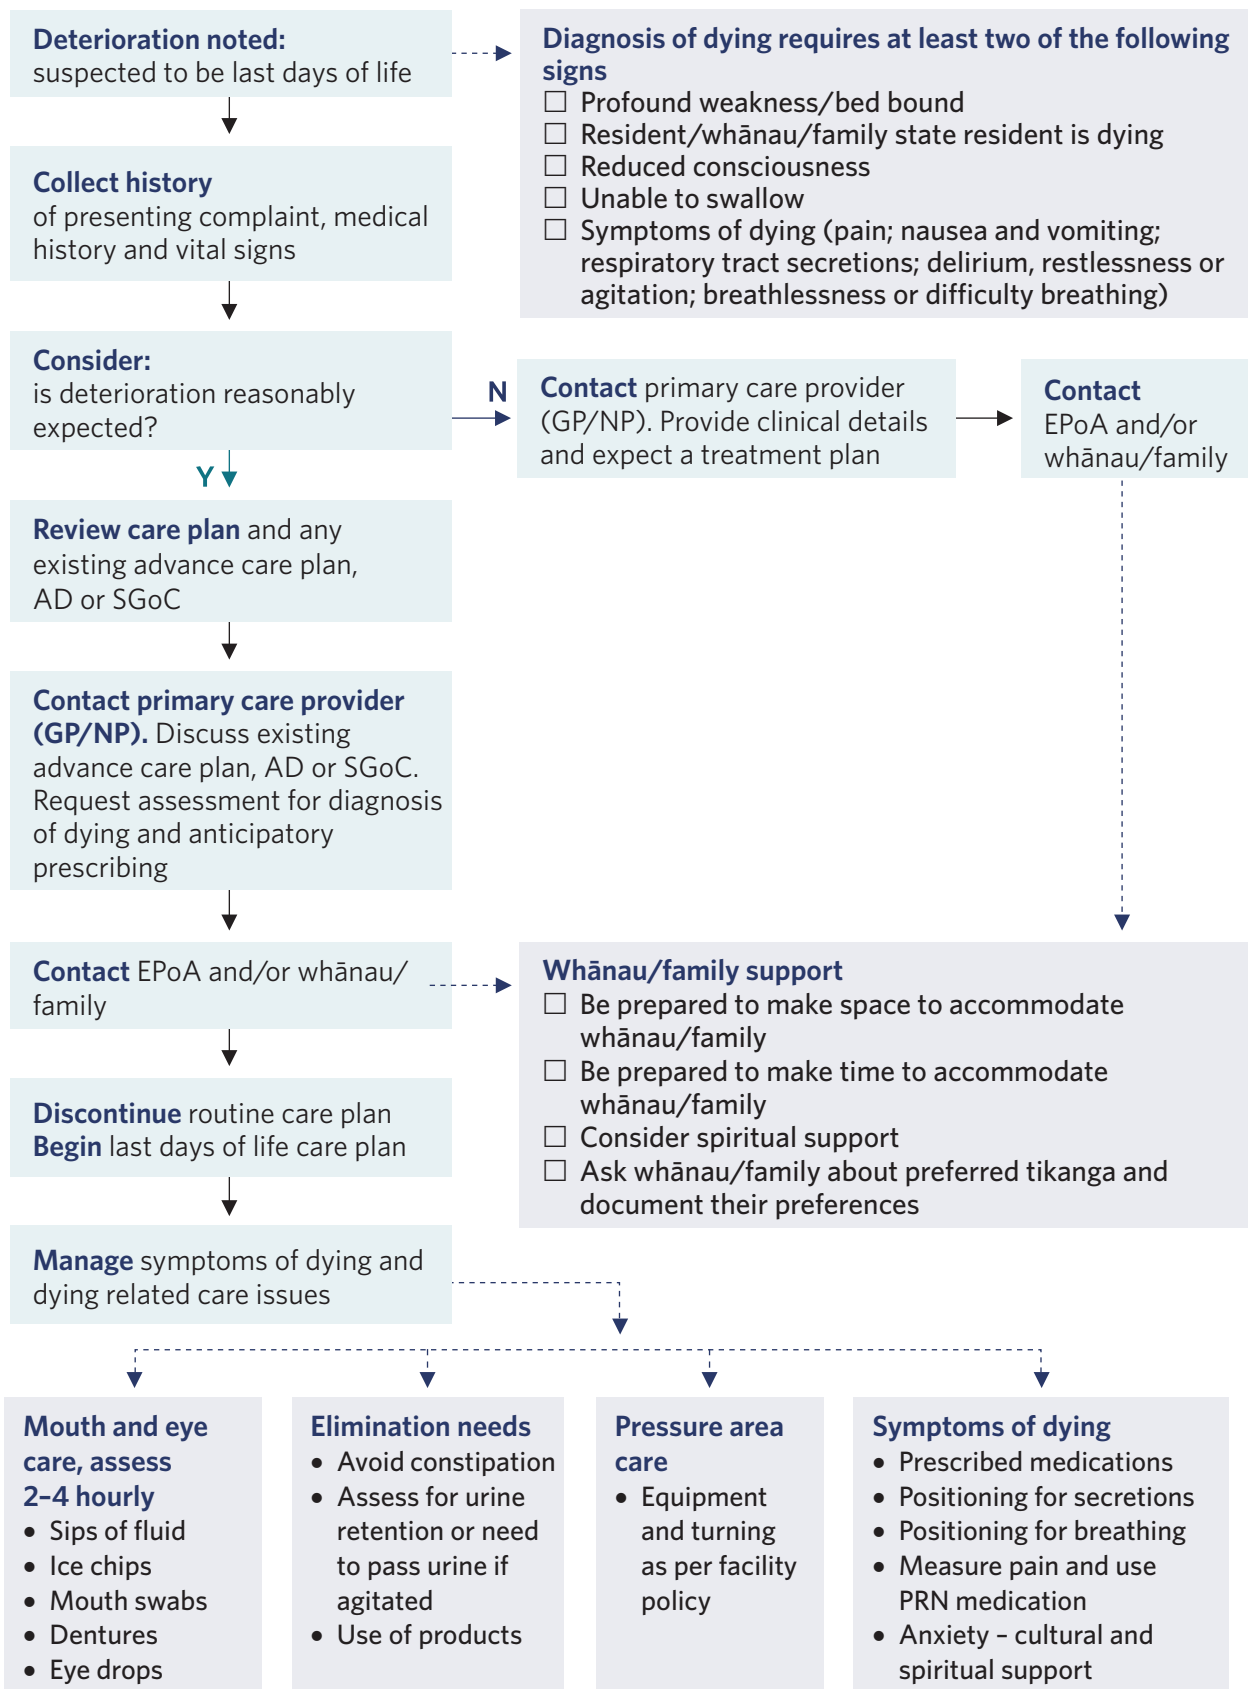 Deterioration noted:
suspected to be last days of life
Diagnosis of dying requires at least two of the following
signs
☐ Profound weakness/bed bound
☐ Resident/whānau/family state resident is dying
☐ Reduced consciousness
☐ Unable to swallow
☐ Symptoms of dying (pain; nausea and vomiting;
respiratory tract secretions; delirium, restlessness or
agitation; breathlessness or difficulty breathing)
Collect history
of presenting complaint, medical
history and vital signs
Consider:
is deterioration reasonably
expected?
N
Contact primary care provider
(GP/NP). Provide clinical details
and expect a treatment plan
Contact
EPoA and/or
whānau/family
Y
Review care plan and any
existing advance care plan,
AD or SGoC
Contact primary care provider
(GP/NP). Discuss existing
advance care plan, AD or SGoC.
Request assessment for diagnosis
of dying and anticipatory
prescribing
Contact EPoA and/or whānau/
family
Whānau/family support
☐ Be prepared to make space to accommodate
whānau/family
☐ Be prepared to make time to accommodate
whānau/family
☐ Consider spiritual support
☐ Ask whānau/family about preferred tikanga and
document their preferences
Discontinue routine care plan
Begin last days of life care plan
Manage symptoms of dying and
dying related care issues
Mouth and eye
care, assess
2–4 hourly
• Sips of fluid
• Ice chips
• Mouth swabs
• Dentures
• Eye drops
Elimination needs
• Avoid constipation
• Assess for urine
retention or need
to pass urine if
agitated
• Use of products
Pressure area
care
• Equipment
and turning
as per facility
policy
Symptoms of dying
• Prescribed medications
• Positioning for secretions
• Positioning for breathing
• Measure pain and use
PRN medication
• Anxiety – cultural and
spiritual support